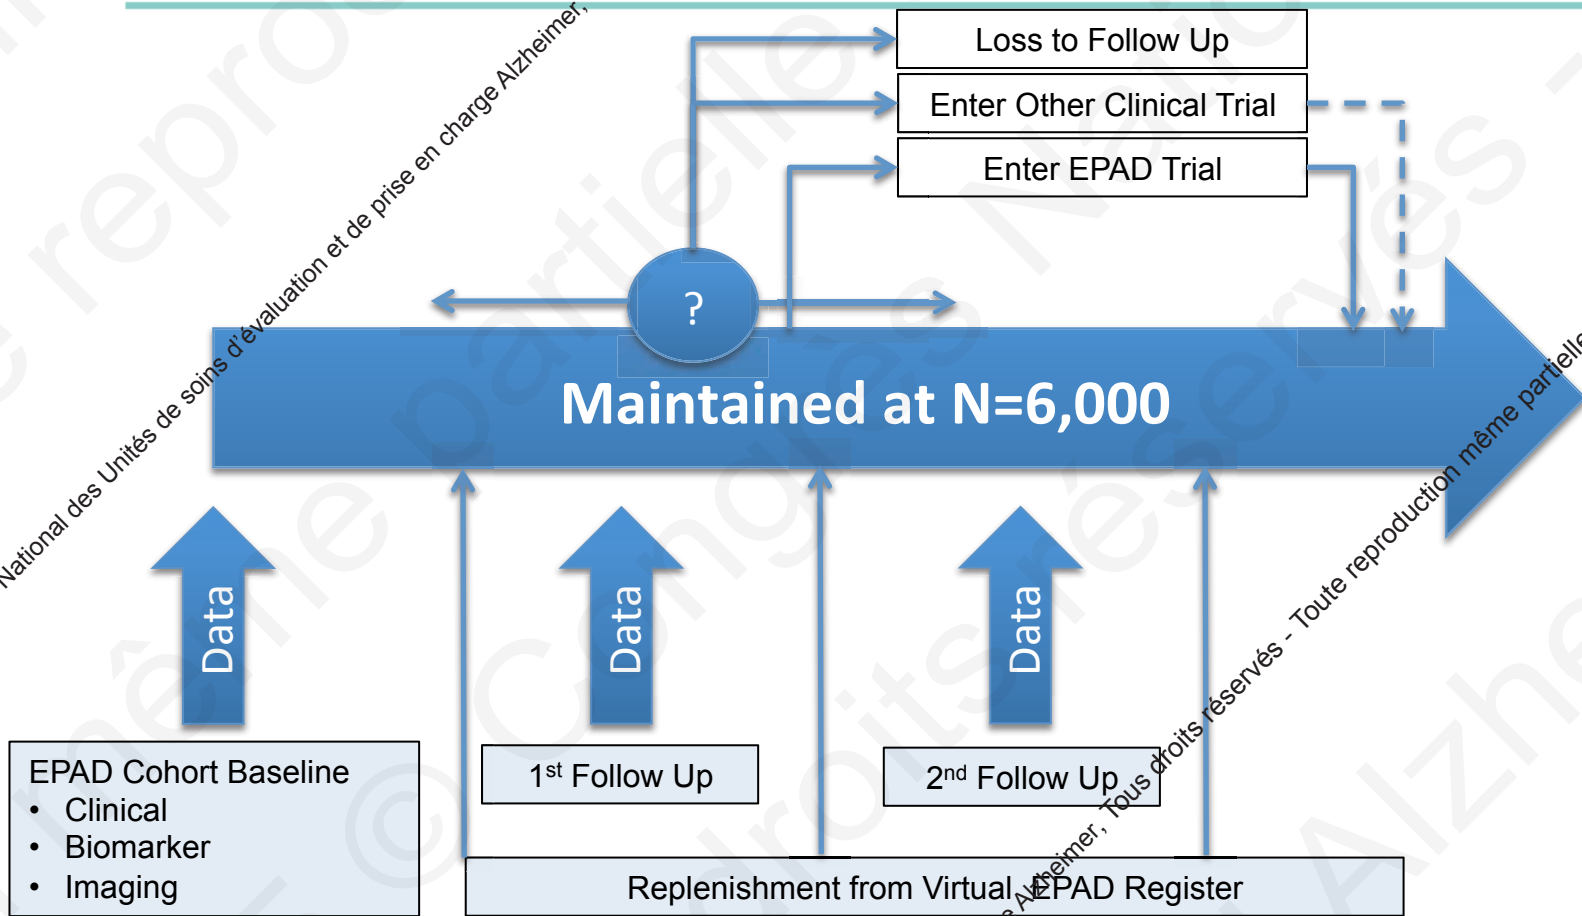 Loss to Follow Up
Enter Other Clinical Trial
Enter EPAD Trial
?
Maintained at N=6,000
Data
Data
Data
EPAD Cohort Baseline
• Clinical
• Biomarker
• Imaging
1st Follow Up
2nd Follow Up
Replenishment from Virtual EPAD Register
National des Unités de soins d'évaluation et de prise en charge Alzheimer,
Alzheimer, Tous droits réservés - Toute reproduction même partielle